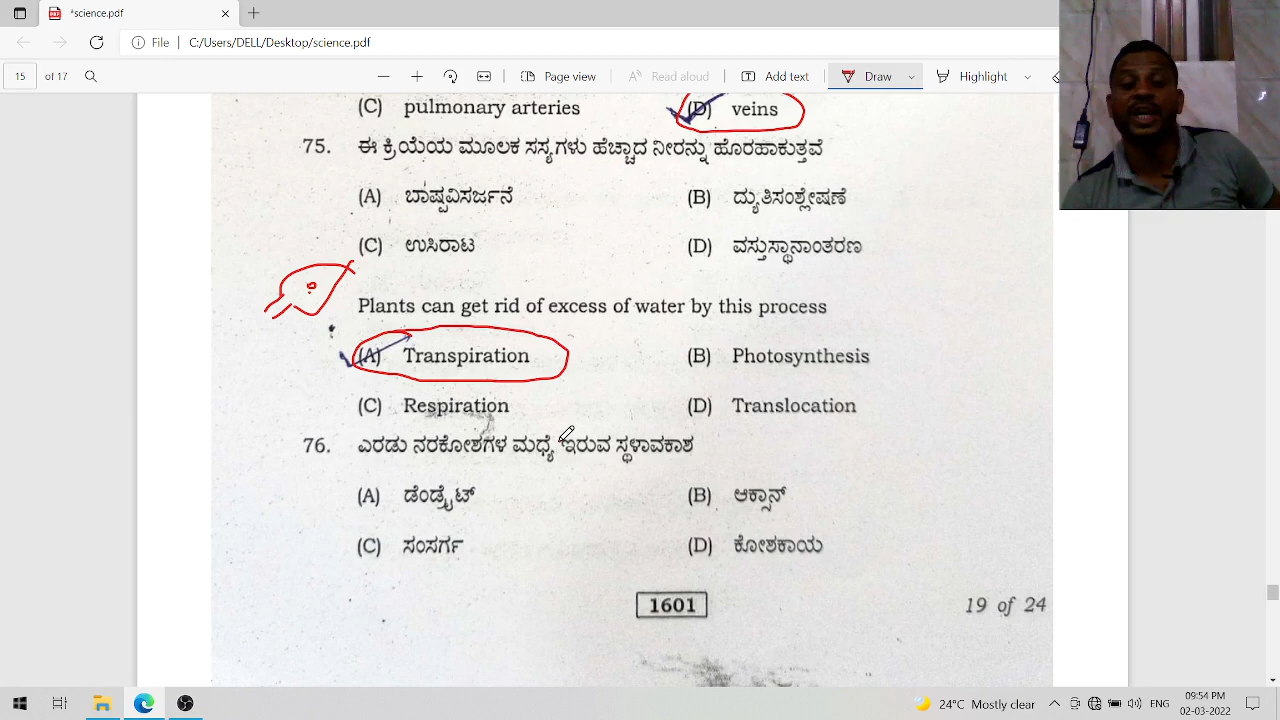 *science.pdf
File C:/Users/DELL/Desktop/science.pdf
15 of 17 Page view Read aloud Add text Draw Highlight
(C) pulmonary arteries (D) veins
75. ಈ ಕ್ರಿಯೆಯ ಮೂಲಕ ಸಸ್ಯಗಳು ಹೆಚ್ಚಾದ ನೀರನ್ನು ಹೊರಹಾಕುತ್ತವೆ
(A) ಬಾಷ್ಪವಿಸರ್ಜನೆ (B) ದ್ಯುತಿಸಂಶ್ಲೇಷಣೆ
(C) ಉಸಿರಾಟ (D) ವಸ್ತುಸ್ಥಾನಾಂತರಣ
Plants can get rid of excess of water by this process
(A) Transpiration (B) Photosynthesis
(C) Respiration (D) Translocation
76. ಎರಡು ನರಕೋಶಗಳ ಮಧ್ಯೆ ಇರುವ ಸ್ಥಳಾವಕಾಶ
(A) ಡೆಂಡ್ರೈಟ್ (B) ಆಕ್ಸಾನ್
(C) ಸಂಸರ್ಗ (D) ಕೋಶಕಾಯ
1601 19 of 24
24°C Mostly clear ENG 09:54 PM
02-03-2022